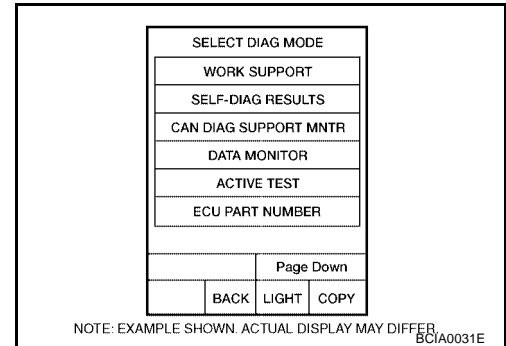 SELECT DIAG MODE
WORK SUPPORT
SELF-DIAG RESULTS
CAN DIAG SUPPORT MNTR
DATA MONITOR
ACTIVE TEST
ECU PART NUMBER
Page Down
BACK LIGHT COPY
NOTE: EXAMPLE SHOWN. ACTUAL DISPLAY MAY DIFFER.
BCIA0031E